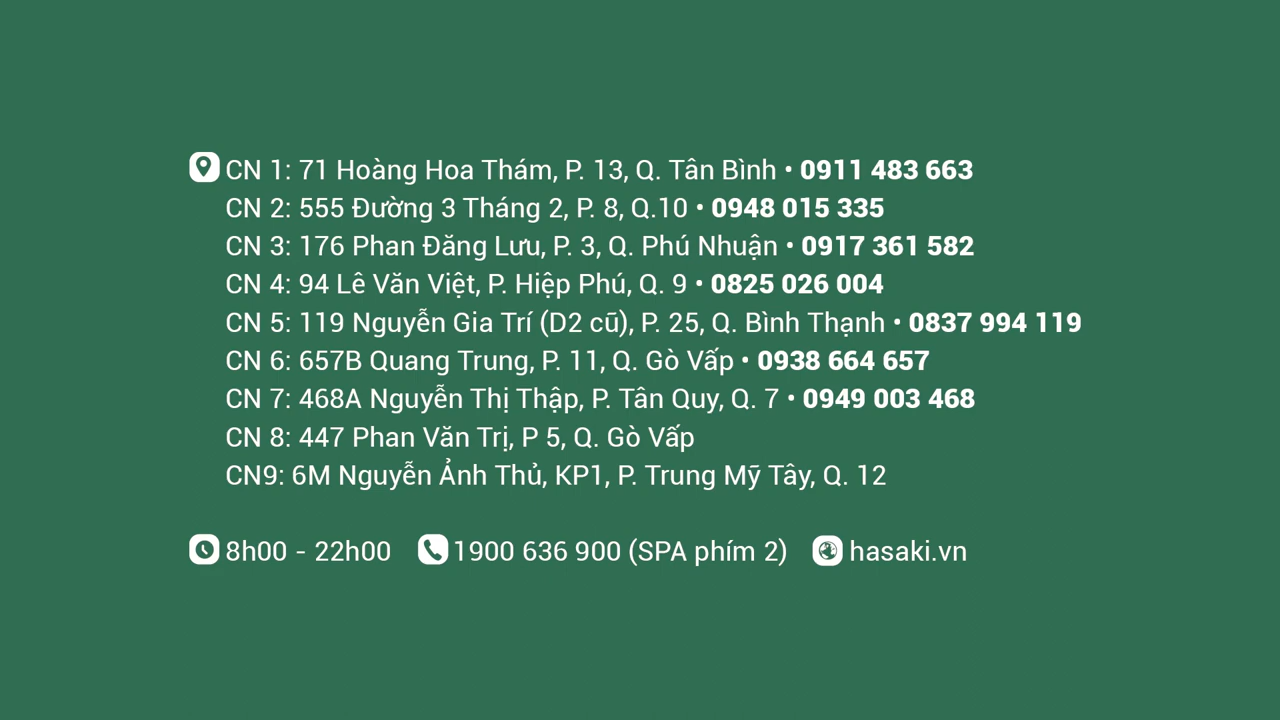 CN 1: 71 Hoàng Hoa Thám, P. 13, Q. Tân Bình • 0911 483 663
CN 2: 555 Đường 3 Tháng 2, P. 8, Q.10 • 0948 015 335
CN 3: 176 Phan Đăng Lưu, P. 3, Q. Phú Nhuận • 0917 361 582
CN 4: 94 Lê Văn Việt, P. Hiệp Phú, Q. 9 • 0825 026 004
CN 5: 119 Nguyễn Gia Trí (D2 cũ), P. 25, Q. Bình Thạnh • 0837 994 119
CN 6: 657B Quang Trung, P. 11, Q. Gò Vấp • 0938 664 657
CN 7: 468A Nguyễn Thị Thập, P. Tân Quy, Q. 7 • 0949 003 468
CN 8: 447 Phan Văn Trị, P 5, Q. Gò Vấp
CN9: 6M Nguyễn Ảnh Thủ, KP1, P. Trung Mỹ Tây, Q. 12
8h00 - 22h00 1900 636 900 (SPA phím 2) hasaki.vn